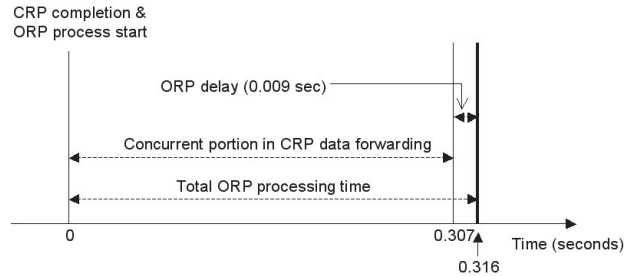 CRP completion &
ORP process start
ORP delay (0.009 sec)
Concurrent portion in CRP data forwarding
Total ORP processing time
0
0.307
Time (seconds)
0.316